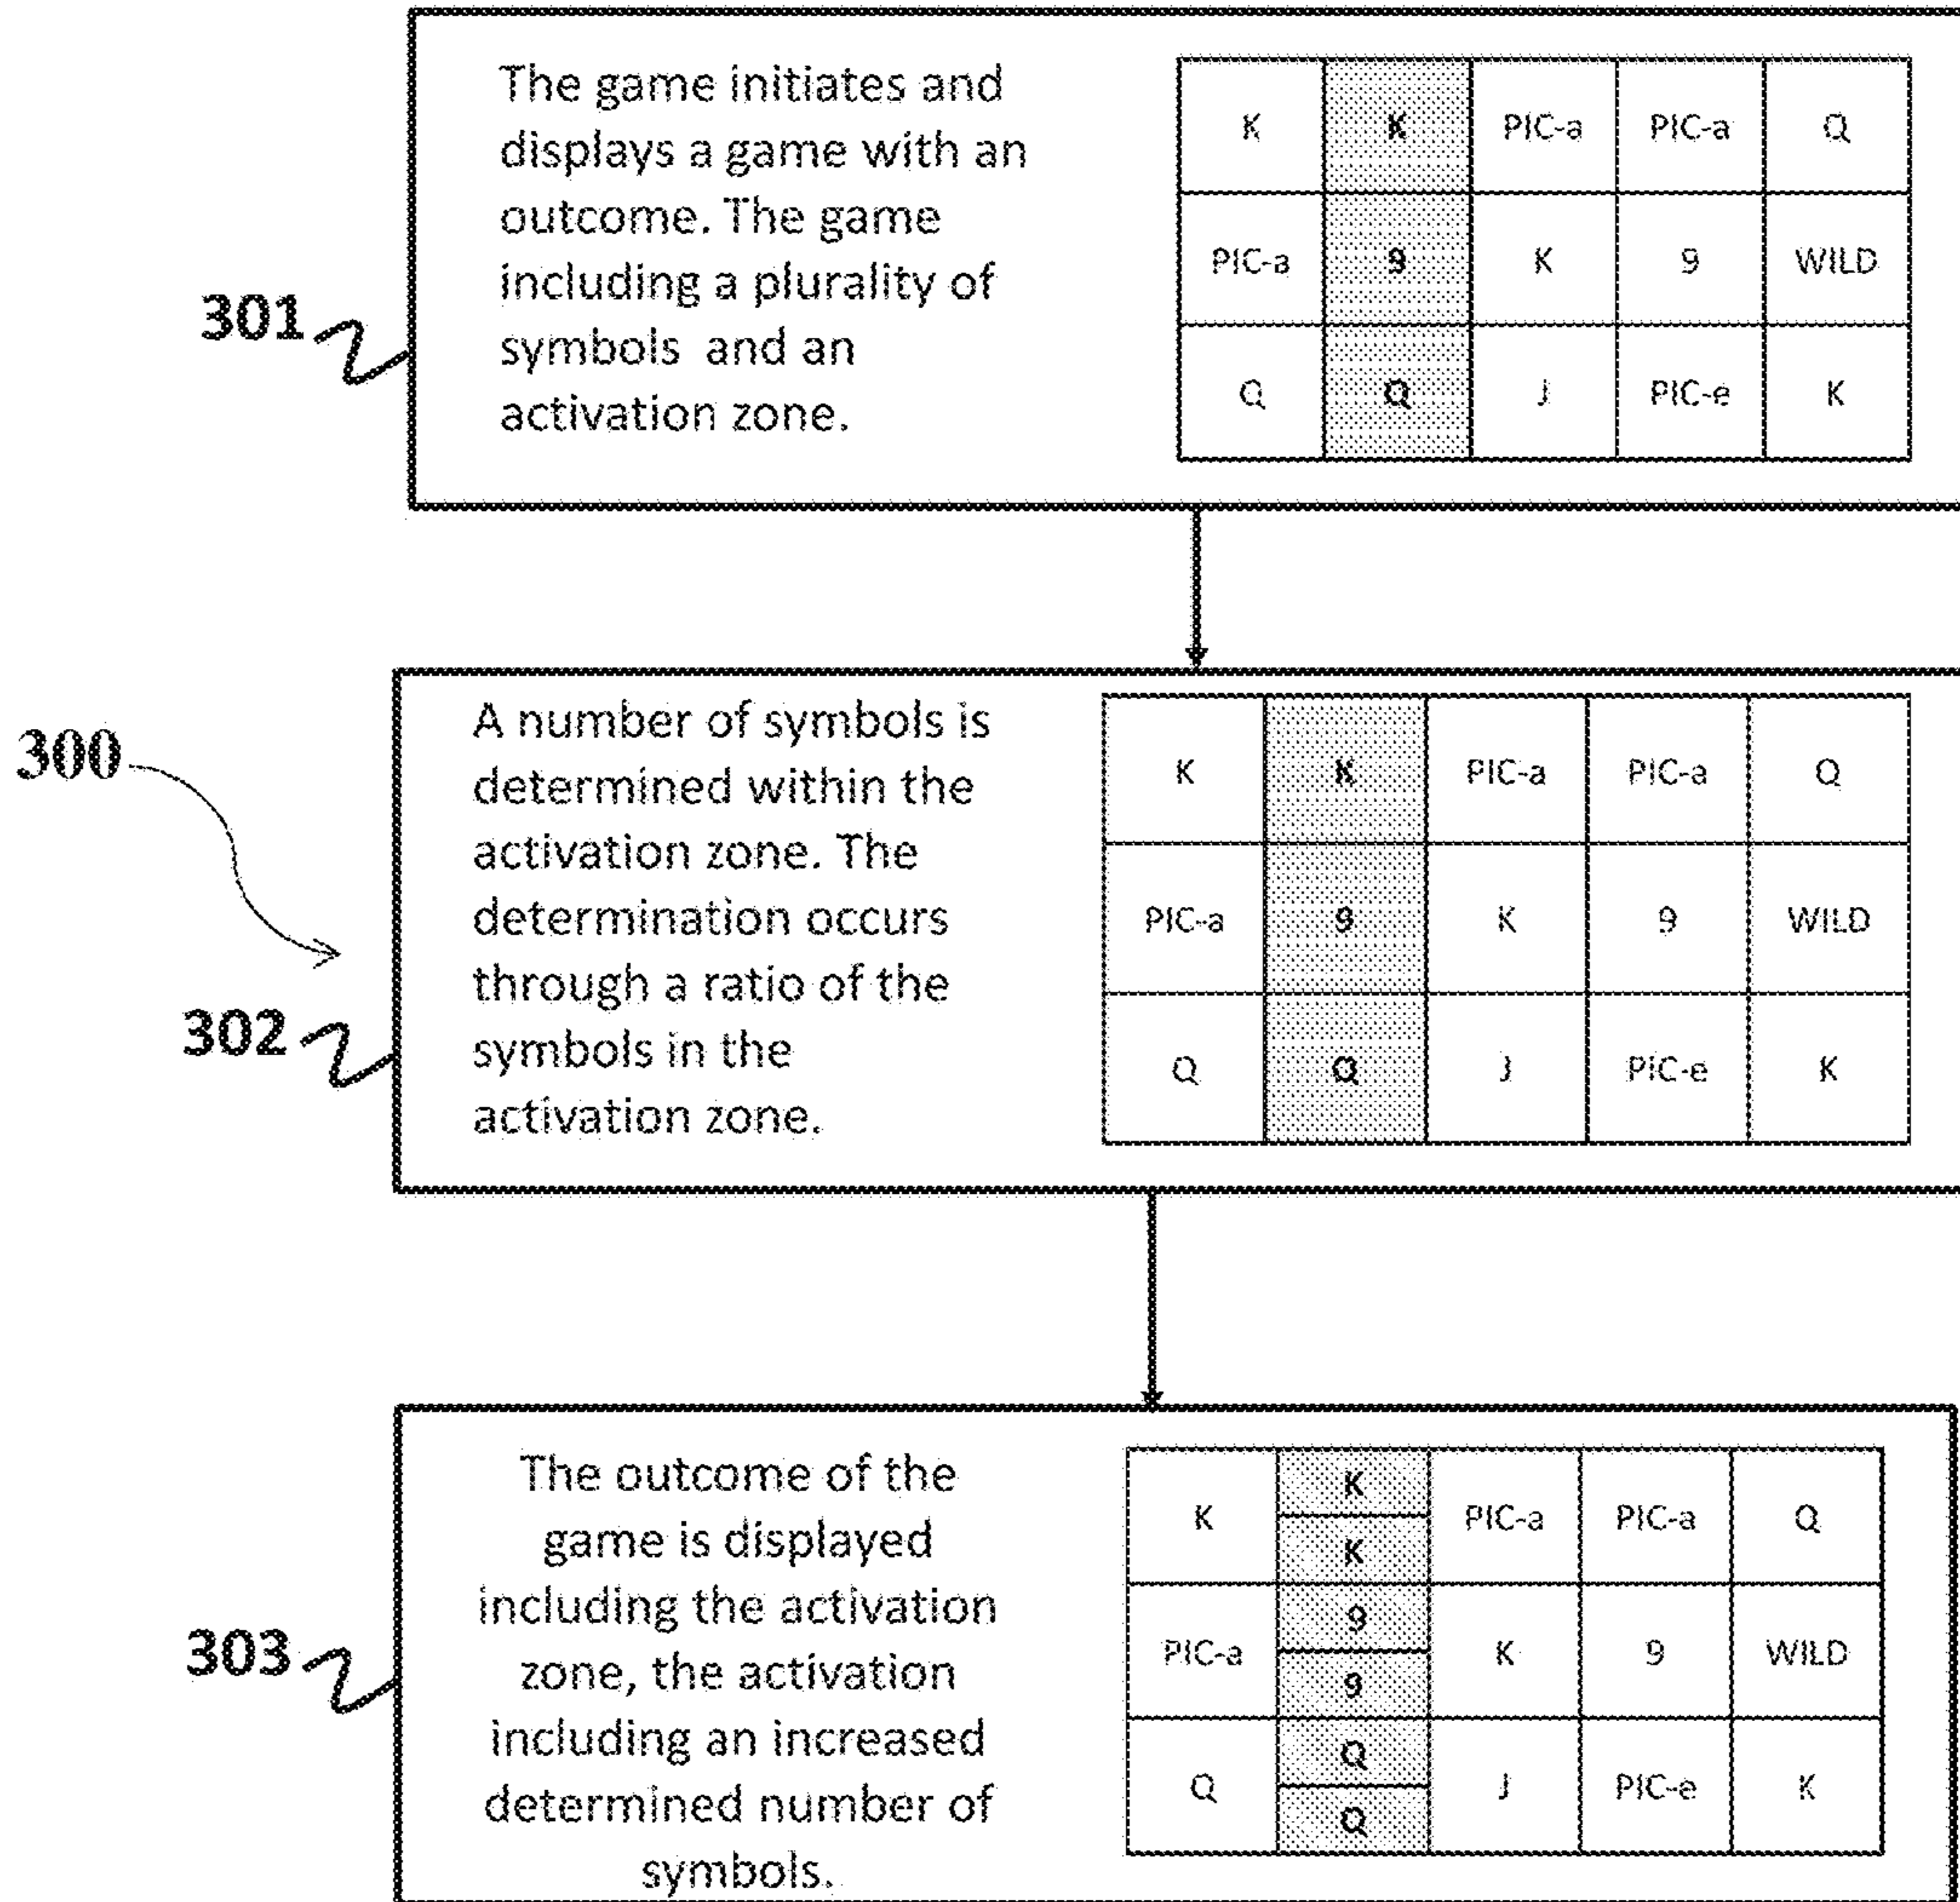 The game initiates and
displays a game with an
outcome. The game
including a plurality of
symbols and an
activation zone.
301
K K PIC-a PIC-a Q
PIC-a 9 K 9 WILD
Q Q J PIC-e K
300
A number of symbols is
determined within the
activation zone. The
determination occurs
through a ratio of the
symbols in the
activation zone.
302
K K PIC-a PIC-a Q
PIC-a 9 K 9 WILD
Q Q J PIC-e K
The outcome of the
game is displayed
including the activation
zone, the activation
including an increased
determined number of
symbols.
303
K K PIC-a PIC-a Q
K
9
PIC-a 9 K 9 WILD
Q
Q Q J PIC-e K